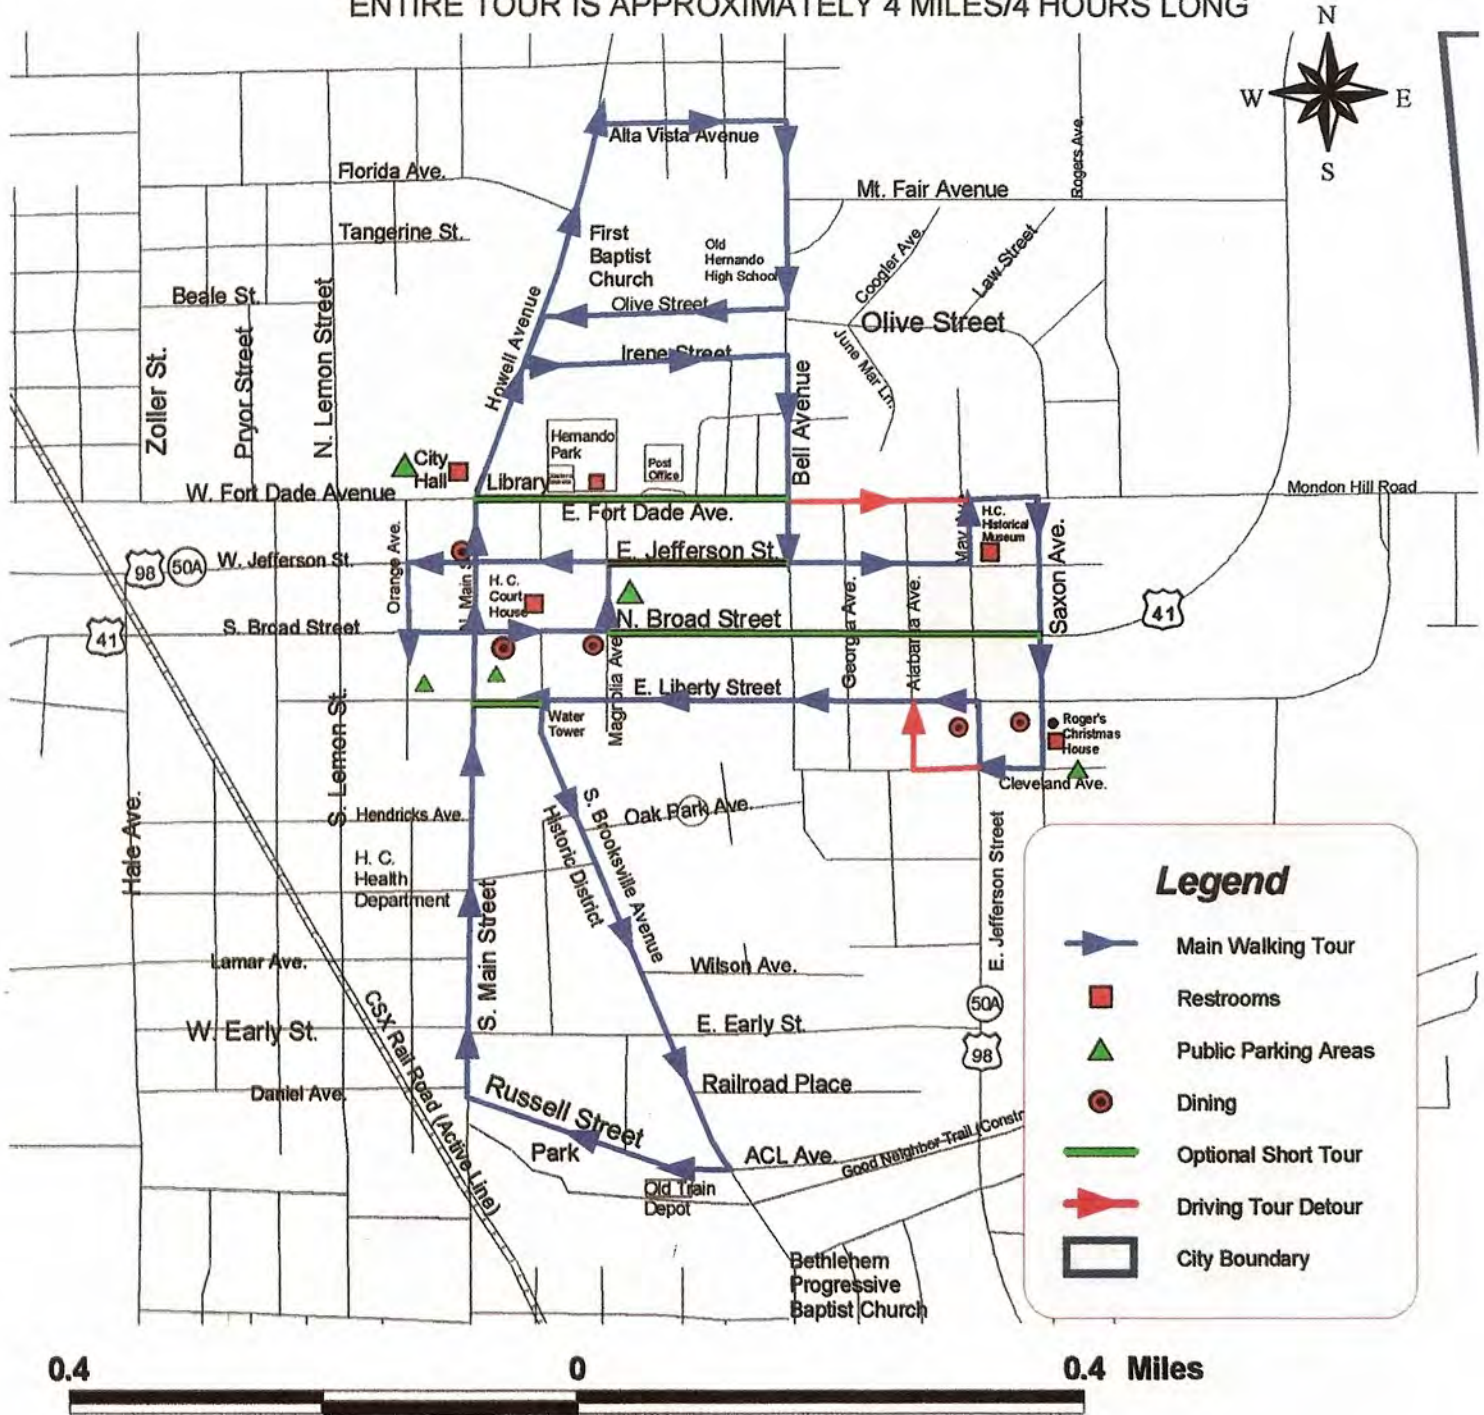 ENTIRE TOUR IS APPROXIMATELY 4 MILES/4 HOURS LONG
N
W
E
S
Alta Vista Avenue
Florida Ave.
Mt. Fair Avenue
Rogers Ave.
Tangerine St.
First
Baptist
Church
Old
Hernando
High School
Coogler Ave.
Law Street
Beale St.
Olive Street
Olive Street
Howell Avenue
Irene Street
June Mar Ln.
Zoller St.
Pryor Street
N. Lemon Street
Bell Avenue
Hernando
Park
City
Hall
Post
Office
Library
W. Fort Dade Avenue
E. Fort Dade Ave.
Mondon Hill Road
H.C.
Historical
Museum
May Ave.
Saxon Ave.
Orange Ave.
98
50A
W. Jefferson St.
E. Jefferson St.
N. Main S
H. C.
Court
House
Georgia Ave.
Alabama Ave.
41
S. Broad Street
N. Broad Street
41
Magnolia Ave.
E. Liberty Street
Water
Tower
Roger's
Christmas
House
Cleveland Ave.
S. Lemon St.
Hale Ave.
Hendricks Ave.
Oak Park Ave.
S. Brooksville Avenue
Historic District
H. C.
Health
Department
S. Main Street
E. Jefferson Street
Lamar Ave.
Wilson Ave.
W. Early St.
E. Early St.
50A
98
CSX Rail Road (Active Line)
Daniel Ave.
Russell Street
Railroad Place
Park
ACL Ave.
Good Neighbor Trail (Constr
Old Train
Depot
Bethlehem
Progressive
Baptist Church
Legend
Main Walking Tour
Restrooms
Public Parking Areas
Dining
Optional Short Tour
Driving Tour Detour
City Boundary
0.4
0
0.4 Miles